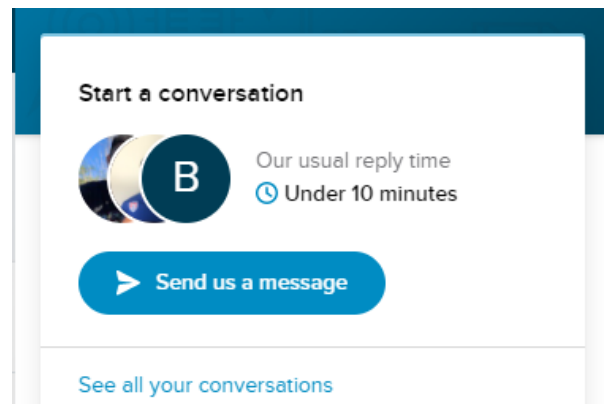 Start a conversation
B
Our usual reply time
Under 10 minutes
Send us a message
See all your conversations